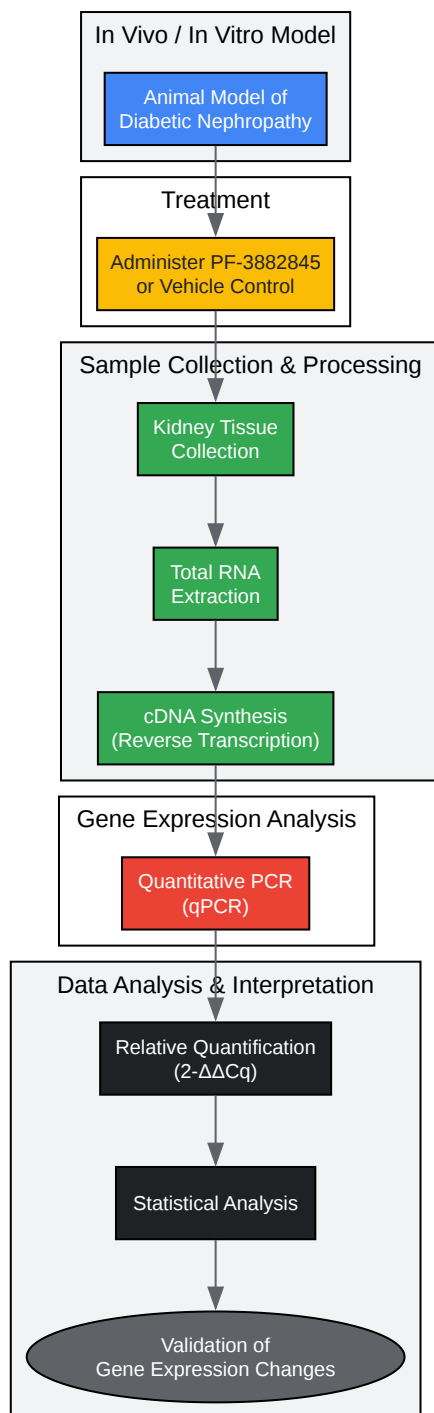 In Vivo / In Vitro Model
Animal Model of
Diabetic Nephropathy
Treatment
Administer PF-3882845
or Vehicle Control
Sample Collection & Processing
Kidney Tissue
Collection
Total RNA
Extraction
cDNA Synthesis
(Reverse Transcription)
Gene Expression Analysis
Quantitative PCR
(qPCR)
Data Analysis & Interpretation
Relative Quantification
(2-ΔΔCq)
Statistical Analysis
Validation of
Gene Expression Changes